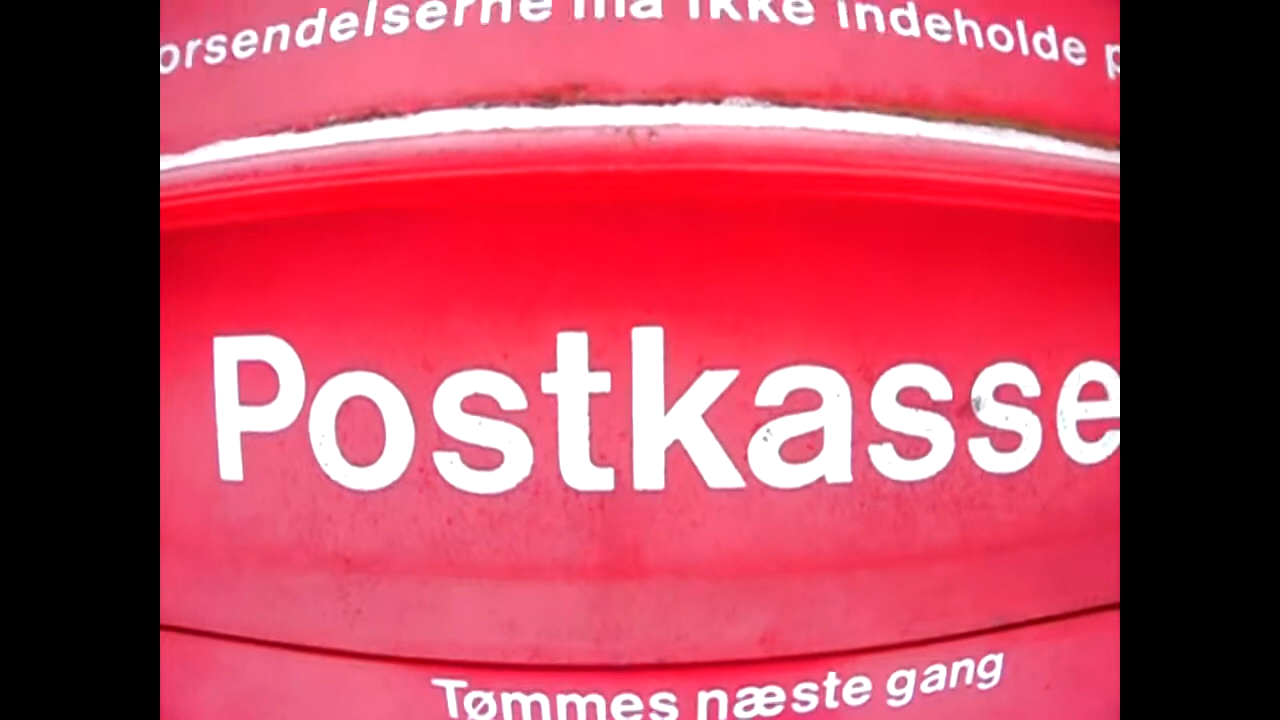 orsendelserne må ikke indeholde p
Postkasse
Tømmes næste gang